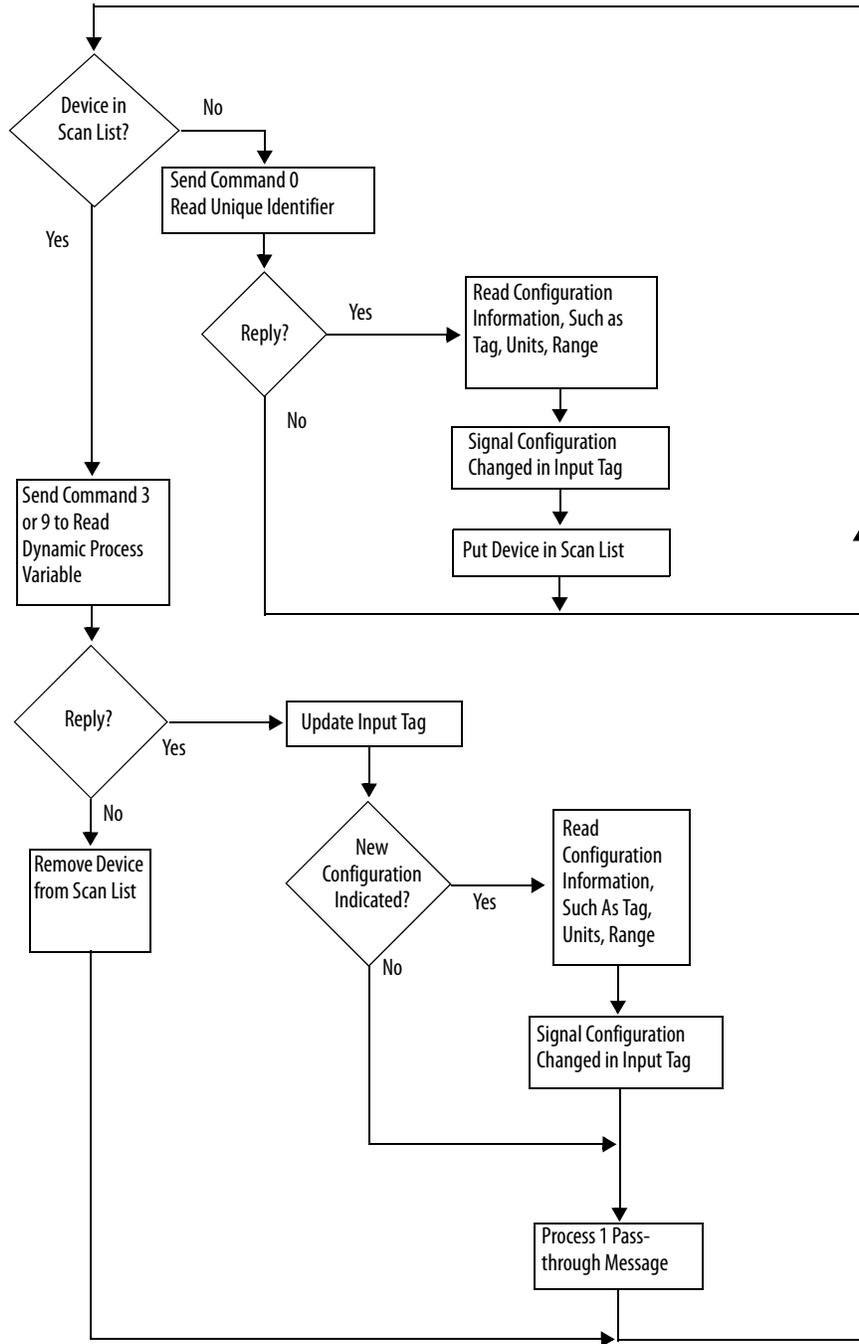 Device in
Scan List?
No
Send Command 0
Read Unique Identifier
Yes
Reply?
Yes
Read Configuration
Information, Such as
Tag, Units, Range
No
Signal Configuration
Changed in Input Tag
Put Device in Scan List
Send Command 3
or 9 to Read
Dynamic Process
Variable
Reply?
Yes
Update Input Tag
No
Remove Device
from Scan List
New
Configuration
Indicated?
Yes
Read
Configuration
Information,
Such As Tag,
Units, Range
No
Signal Configuration
Changed in Input Tag
Process 1 Pass-
through Message